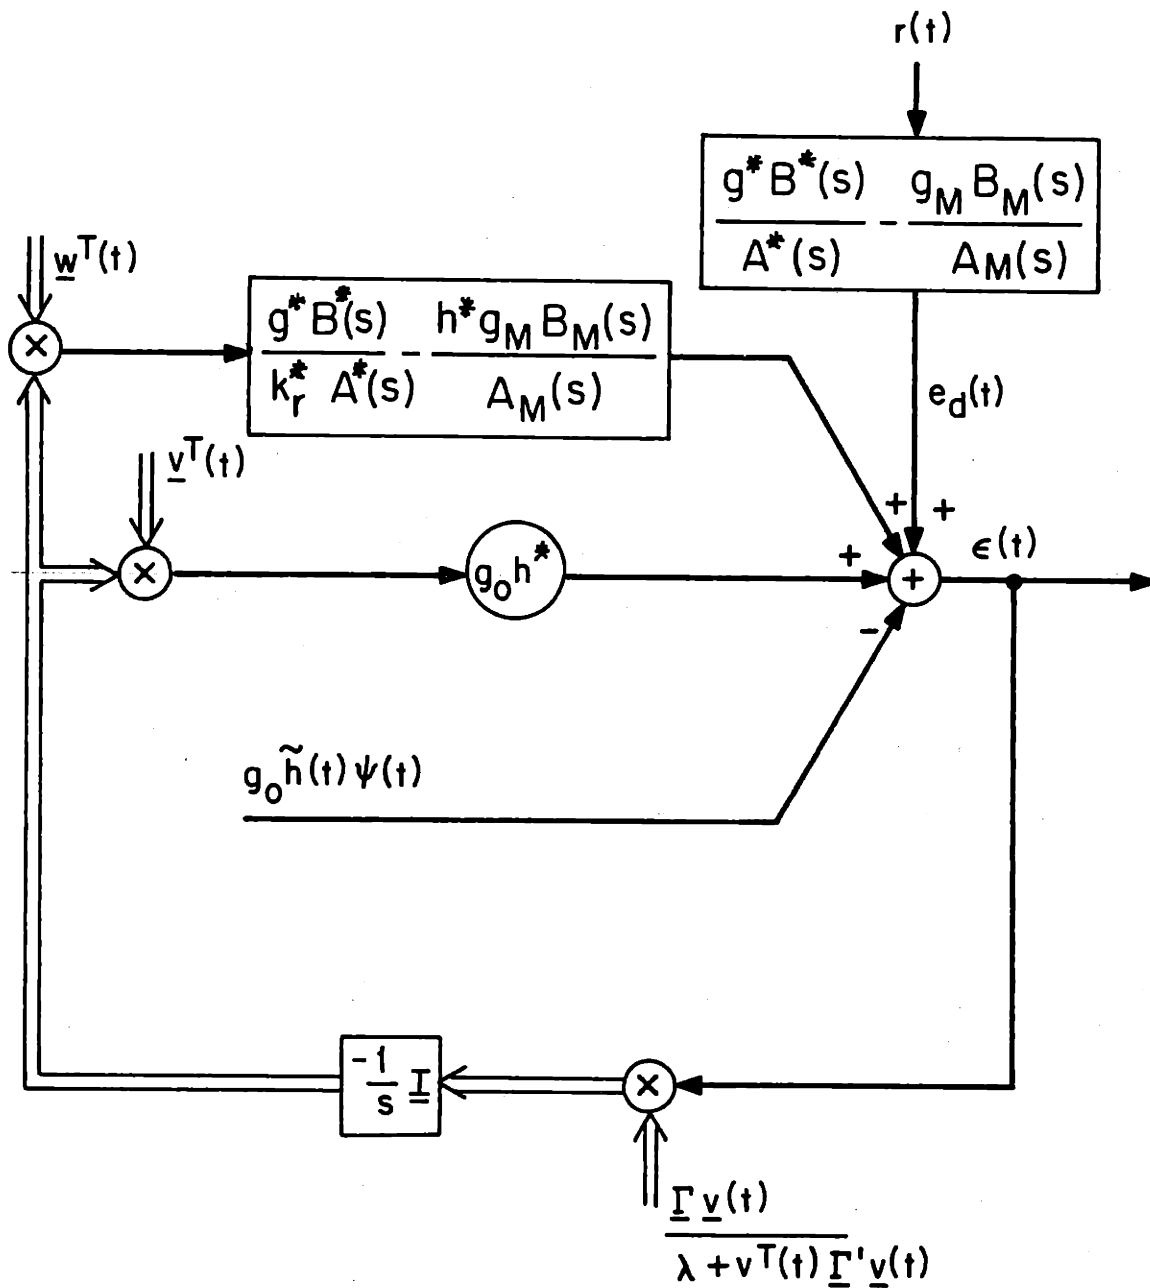 r(t)
g* B*(s) / A*(s) - g_M B_M(s) / A_M(s)
w^T(t)
g* B*(s) / k_r* A*(s) - h* g_M B_M(s) / A_M(s)
e_d(t)
×
v^T(t)
+ +
ϵ(t)
× g_o h* + +
-
g_o h̃(t) ψ(t)
-1/s I ×
Γ v(t) / λ + v^T(t) Γ' v(t)